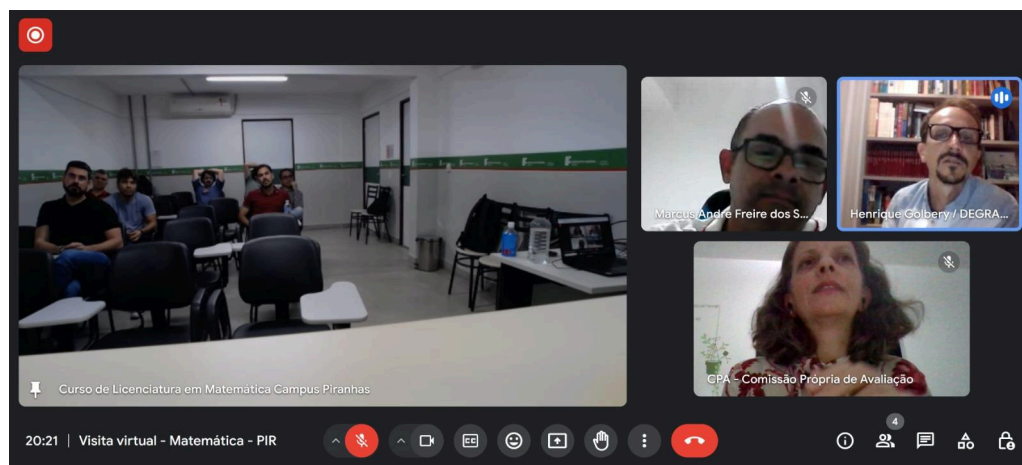 Marcus André Freire dos S...
Henrique Golbery / DEGRA...
CPA - Comissão Própria de Avaliação
Curso de Licenciatura em Matemática Campus Piranhas
20:21 | Visita virtual - Matemática - PIR
CC
4